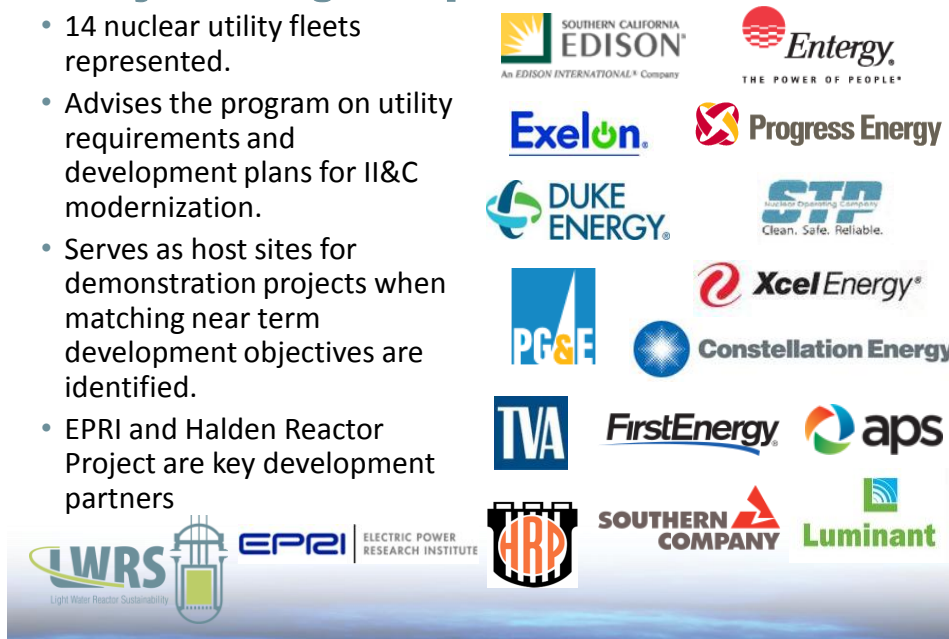 • 14 nuclear utility fleets
represented.
• Advises the program on utility
requirements and
development plans for II&C
modernization.
• Serves as host sites for
demonstration projects when
matching near term
development objectives are
identified.
• EPRI and Halden Reactor
Project are key development
partners
SOUTHERN CALIFORNIA
EDISON®
An EDISON INTERNATIONAL® Company
Entergy®
THE POWER OF PEOPLE®
Exelon®
Progress Energy
DUKE
ENERGY®
STP
Nuclear Operating Company
Clean. Safe. Reliable.
PG&E
Xcel Energy®
Constellation Energy
TVA
FirstEnergy®
aps
HRP
SOUTHERN
COMPANY
Luminant
LWRS
Light Water Reactor Sustainability
EPRI
ELECTRIC POWER
RESEARCH INSTITUTE